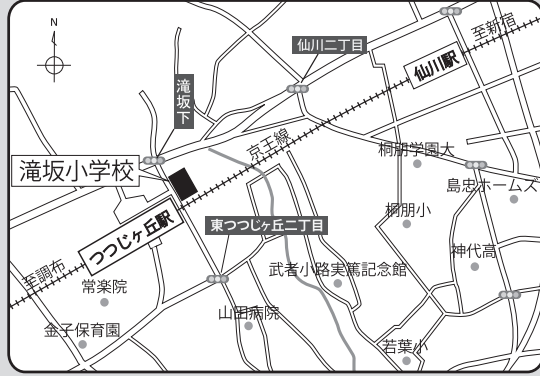 N
仙川二丁目
至新宿
仙川駅
滝坂下
京王線
桐朋学園大
滝坂小学校
島忠ホームズ
桐朋小
つつじヶ丘駅
東つつじヶ丘二丁目
神代高
武者小路実篤記念館
至調布
常楽院
山田病院
金子保育園
若葉小